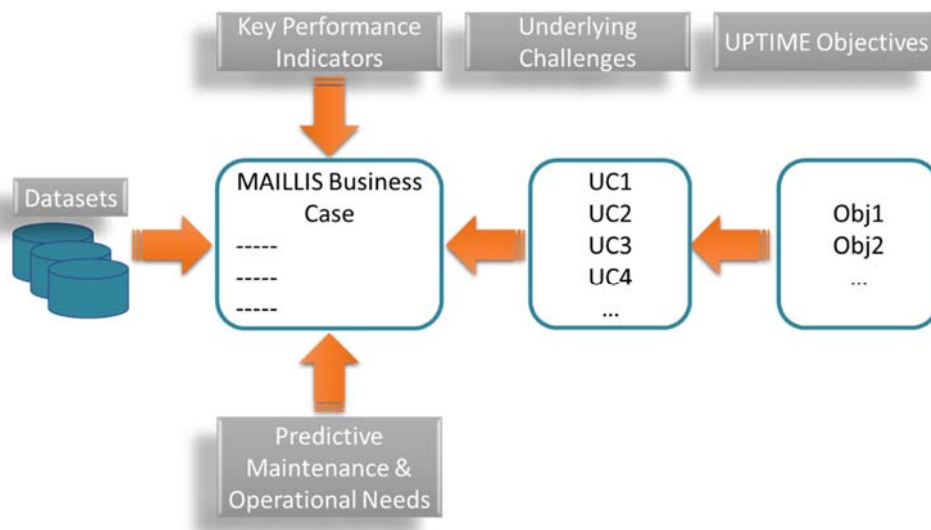 Key Performance
Indicators
Underlying
Challenges
UPTIME Objectives
Datasets
MAILLIS Business
Case
-----
-----
-----
UC1
UC2
UC3
UC4
...
Obj1
Obj2
...
Predictive
Maintenance &
Operational Needs